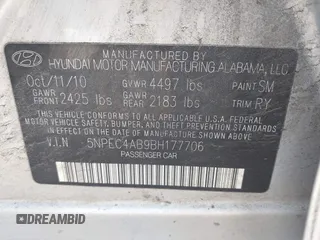 MANUFACTURED BY
HYUNDAI MOTOR MANUFACTURING ALABAMA, LLC
Oct/11/10 GVWR 4497 lbs PAINT SM
GAWR FRONT 2425 lbs GAWR REAR 2183 lbs TRIM RY
THIS VEHICLE CONFORMS TO ALL APPLICABLE U.S.A. FEDERAL
MOTOR VEHICLE SAFETY, BUMPER, AND THEFT PREVENTION
STANDARDS IN EFFECT ON THE DATE OF MANUFACTURE SHOWN ABOVE.
V.I.N 5NPEC4AB9BH177706
PASSENGER CAR